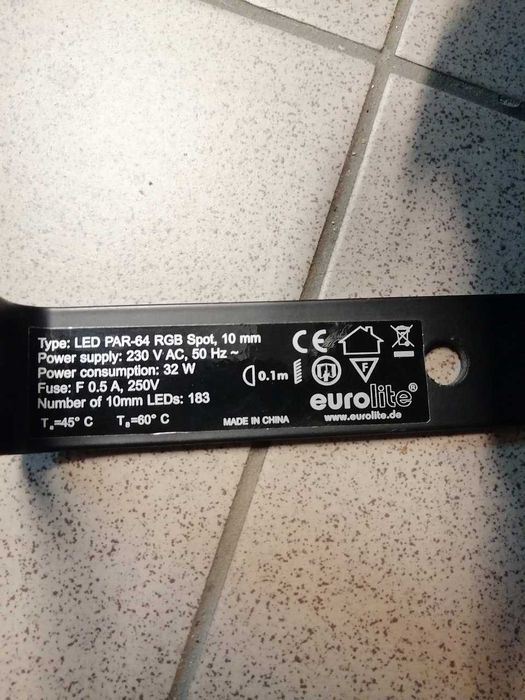 Type: LED PAR-64 RGB Spot, 10 mm
Power supply: 230 V AC, 50 Hz ~
Power consumption: 32 W
Fuse: F 0.5 A, 250V
Number of 10mm LEDs: 183
Tₐ=45° C Tₑ=60° C
MADE IN CHINA
CE
0.1m
F
eurolite®
www.eurolite.de